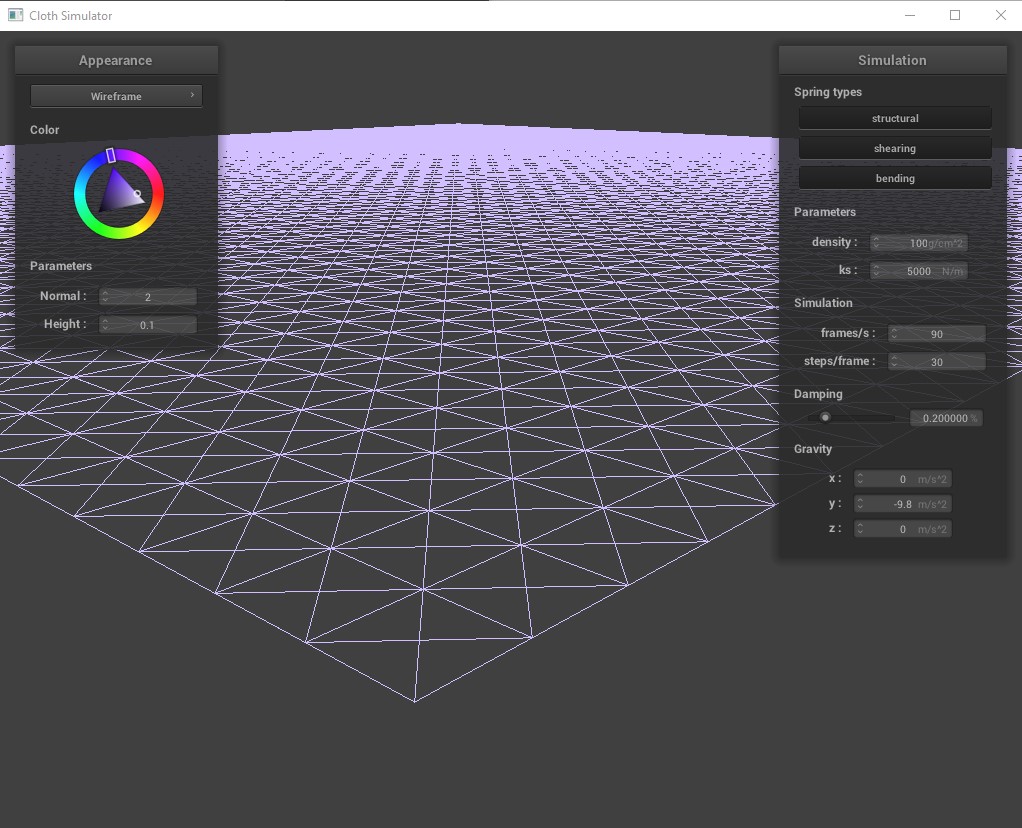 Cloth Simulator
Appearance
Wireframe
Color
Parameters
Normal : 2
Height : 0.1
Simulation
Spring types
structural
shearing
bending
Parameters
density : 100 g/cm^2
ks : 5000 N/m
Simulation
frames/s : 90
steps/frame : 30
Damping
0.200000 %
Gravity
x : 0 m/s^2
y : -9.8 m/s^2
z : 0 m/s^2